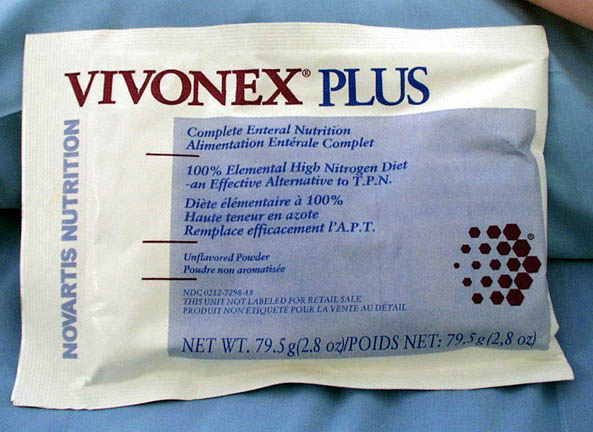 VIVONEX® PLUS
NOVARTIS NUTRITION
Complete Enteral Nutrition
Alimentation Entérale Complet
100% Elemental High Nitrogen Diet
-an Effective Alternative to T.P.N.
Diète élémentaire à 100%
Haute teneur en azote
Remplace efficacement l'A.P.T.
Unflavored Powder
Poudre non aromatisée
NDC 0212-7298-18
THIS UNIT NOT LABELED FOR RETAIL SALE
PRODUIT NON ÉTIQUETÉ POUR LA VENTE AU DÉTAIL
NET WT. 79.5 g(2.8 oz)/POIDS NET: 79,5 g (2,8 oz)
®